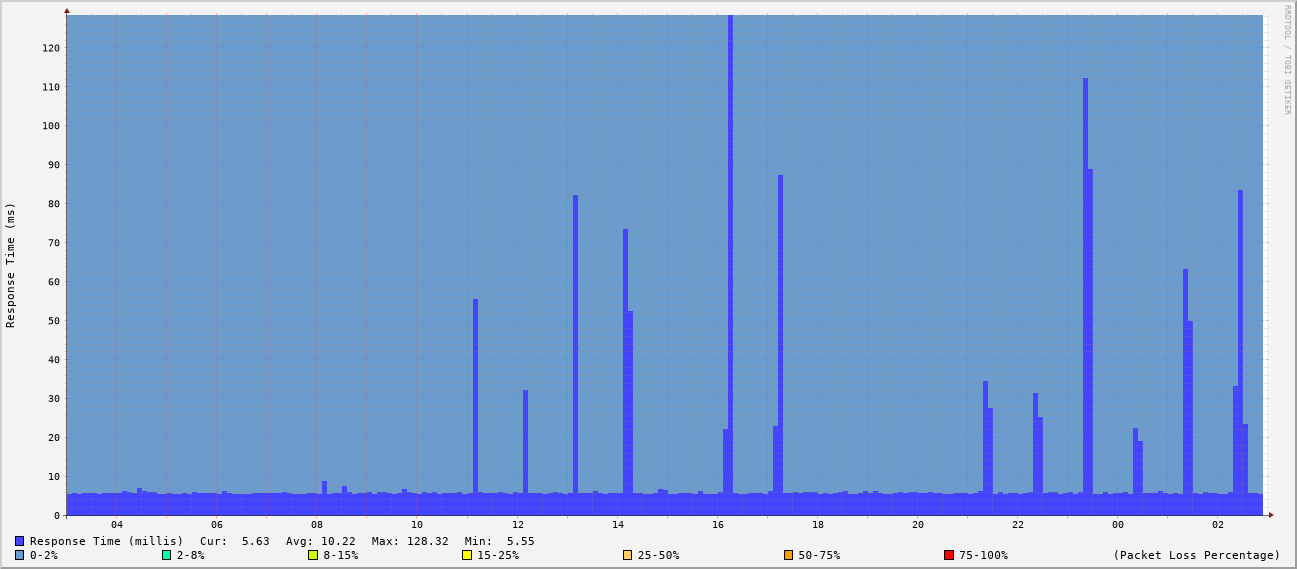 RRDTOOL / TOBI OETIKER
Response Time (ms)
120
110
100
90
80
70
60
50
40
30
20
10
0
04 06 08 10 12 14 16 18 20 22 00 02
Response Time (millis) Cur: 5.63 Avg: 10.22 Max: 128.32 Min: 5.55
0-2% 2-8% 8-15% 15-25% 25-50% 50-75% 75-100% (Packet Loss Percentage)